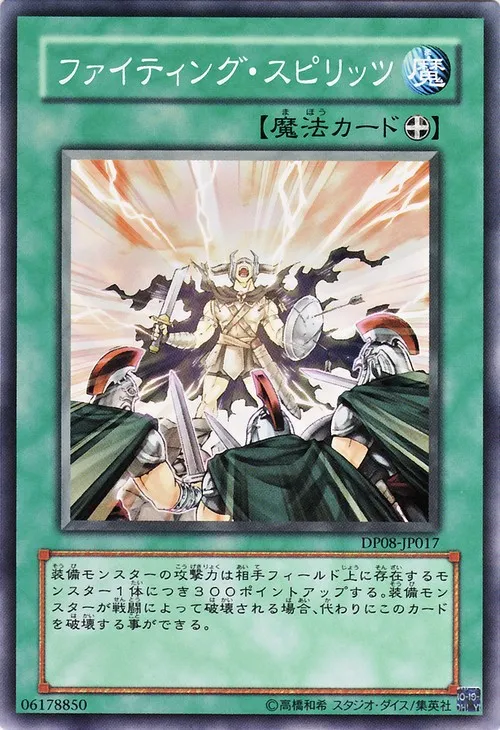 ファイティング・スピリッツ 魔
【魔法カード】
DP08-JP017
装備モンスターの攻撃力は相手フィールド上に存在する
モンスター1体につき300ポイントアップする。装備モン
スターが戦闘によって破壊される場合、代わりにこのカード
を破壊する事ができる。
06178850
©高橋和希 スタジオ・ダイス/集英社